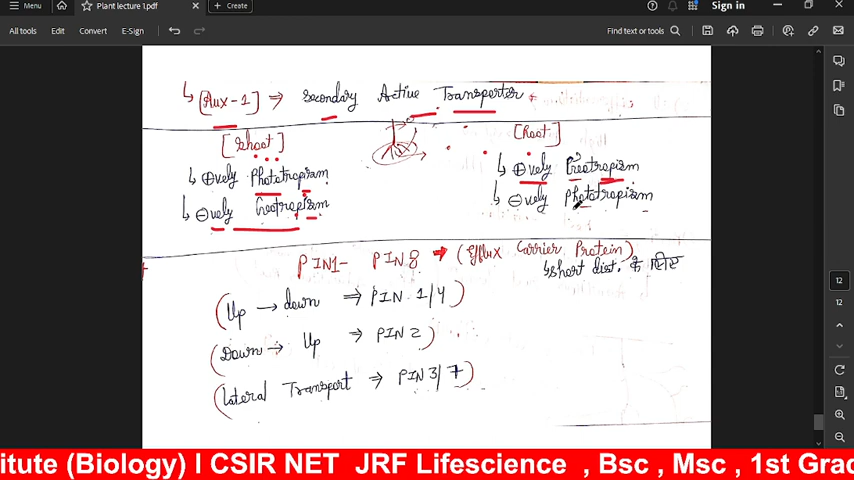 Menu
Plant lecture 1.pdf
Create
Sign in
All tools Edit Convert E-Sign
Find text or tools
↳ [Aux-1] ⇒ Secondary Active Transporter
[Shoot]
↳ ⊕vely Phototropism
↳ ⊖vely Geotropism
[Root]
↳ ⊕vely Geotropism
↳ ⊖vely Phototropism
PIN1- PIN8 → (Efflux Carrier Protein)
↳ short dist. के लिए
(Up → down ⇒ PIN 1/4)
(Down → Up ⇒ PIN 2)
(lateral Transport ⇒ PIN 3/7)
12
12
itute (Biology) l CSIR NET JRF Lifescience , Bsc , Msc , 1st Grad